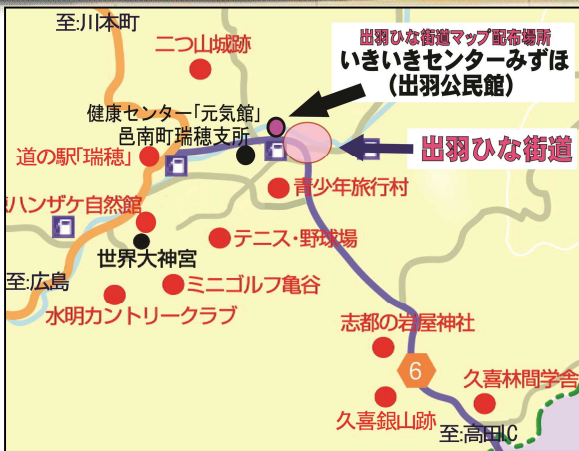 至:川本町
出羽ひな街道マップ配布場所
二つ山城跡
いきいきセンターみずほ
(出羽公民館)
健康センター「元気館」
邑南町瑞穂支所
道の駅「瑞穂」
出羽ひな街道
青少年旅行村
ハンザケ自然館
テニス・野球場
世界大神宮
至:広島
ミニゴルフ亀谷
水明カントリークラブ
志都の岩屋神社
6
久喜林間学舎
久喜銀山跡
至:高田IC